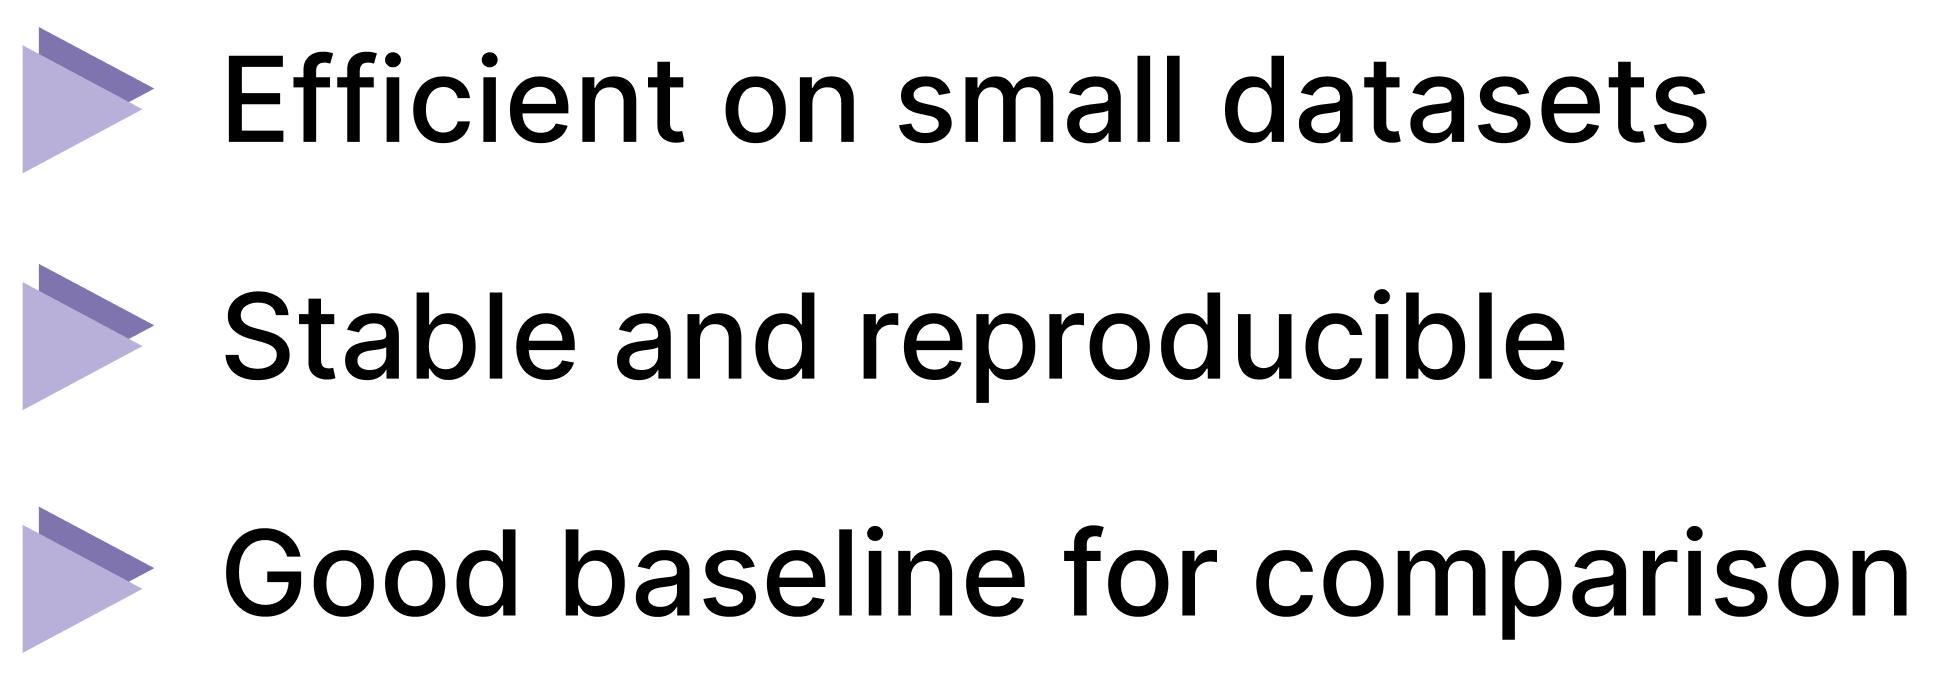 Efficient on small datasets
Stable and reproducible
Good baseline for comparison